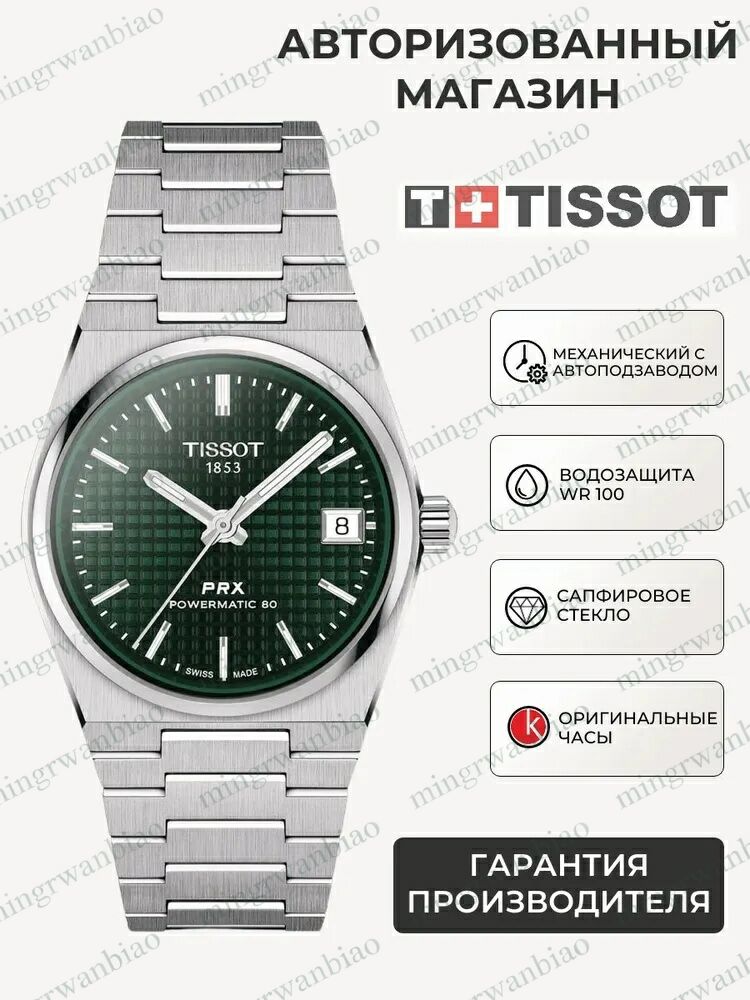 АВТОРИЗОВАННЫЙ
МАГАЗИН
T+TISSOT
МЕХАНИЧЕСКИЙ С
АВТОПОДЗАВОДОМ
ВОДОЗАЩИТА
WR 100
САПФИРОВОЕ
СТЕКЛО
k ОРИГИНАЛЬНЫЕ
ЧАСЫ
ГАРАНТИЯ
ПРОИЗВОДИТЕЛЯ
TISSOT
1853
8
PRX
POWERMATIC 80
SWISS MADE
mingrwanbiao